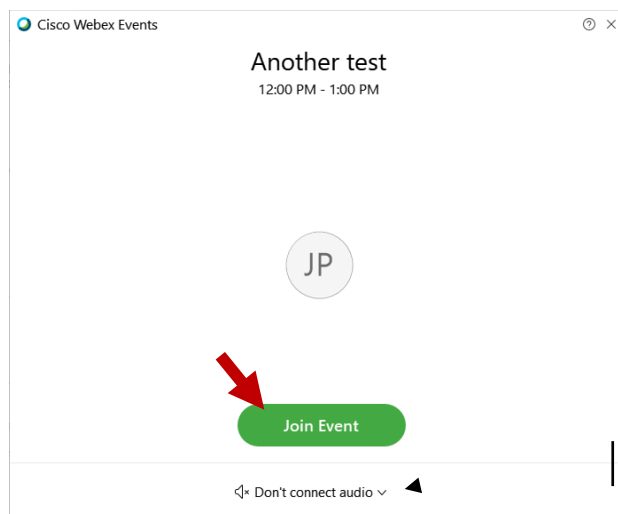 Cisco Webex Events
Another test
12:00 PM - 1:00 PM
JP
Join Event
Don't connect audio